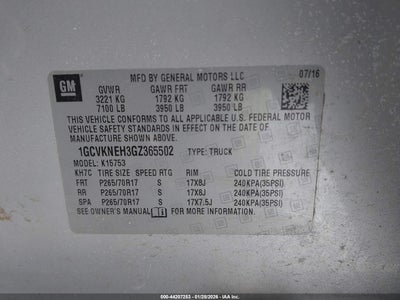 GM
MFD BY GENERAL MOTORS LLC 07/16
GVWR GAWR FRT GAWR RR
3221 KG 1792 KG 1792 KG
7100 LB 3950 LB 3950 LB
THIS VEHICLE CONFORMS TO ALL APPLICABLE U.S. FEDERAL MOTOR
VEHICLE SAFETY STANDARDS IN EFFECT ON THE DATE OF
MANUFACTURE SHOWN ABOVE.
1GCVKNEH3GZ365502 TYPE: TRUCK
MODEL: K15753
KH7C TIRE SIZE SPEED RTG RIM COLD TIRE PRESSURE
FRT P265/70R17 S 17X8J 240KPA(35PSI)
RR P265/70R17 S 17X8J 240KPA(35PSI)
SPA P265/70R17 S 17X7.5J 240KPA(35PSI)
SEE OWNER'S MANUAL FOR MORE INFORMATION.
000-44207253 - 01/28/2026 - IAAI